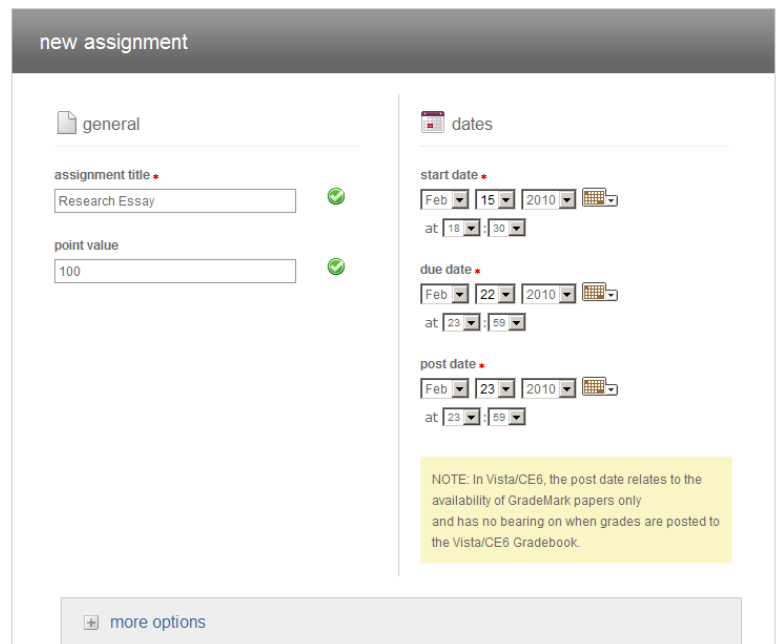 new assignment
general
assignment title *
Research Essay
point value
100
dates
start date *
Feb 15 2010
at 18 : 30
due date *
Feb 22 2010
at 23 : 59
post date *
Feb 23 2010
at 23 : 59
NOTE: In Vista/CE6, the post date relates to the
availability of GradeMark papers only
and has no bearing on when grades are posted to
the Vista/CE6 Gradebook.
more options